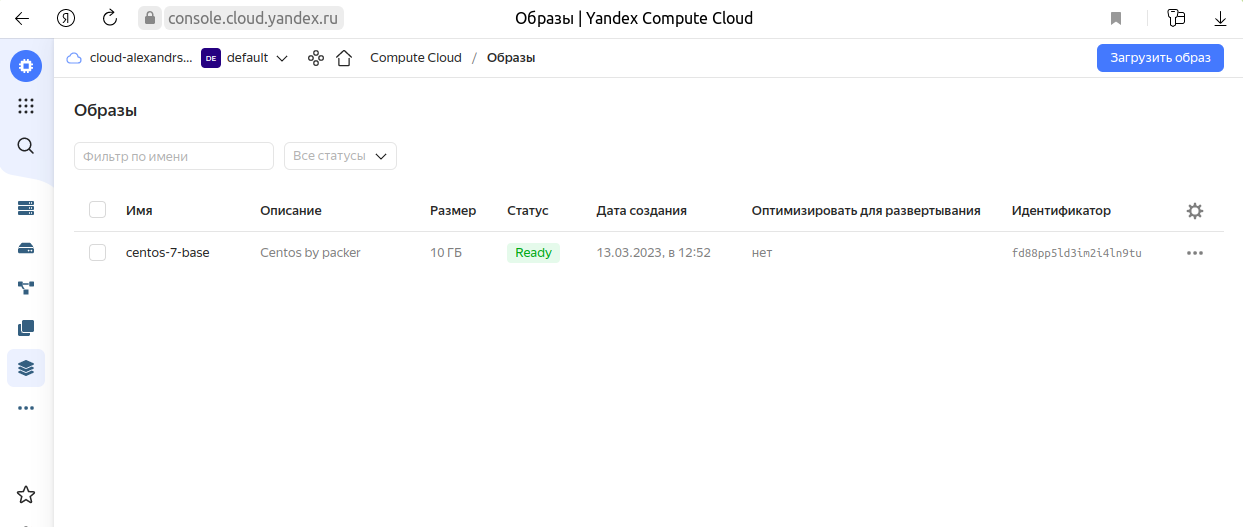 Я console.cloud.yandex.ru Образы | Yandex Compute Cloud
cloud-alexandrs... DE default Compute Cloud / Образы Загрузить образ
Образы
Фильтр по имени Все статусы
Имя Описание Размер Статус Дата создания Оптимизировать для развертывания Идентификатор
centos-7-base Centos by packer 10 ГБ Ready 13.03.2023, в 12:52 нет fd88pp5ld3im2i4ln9tu